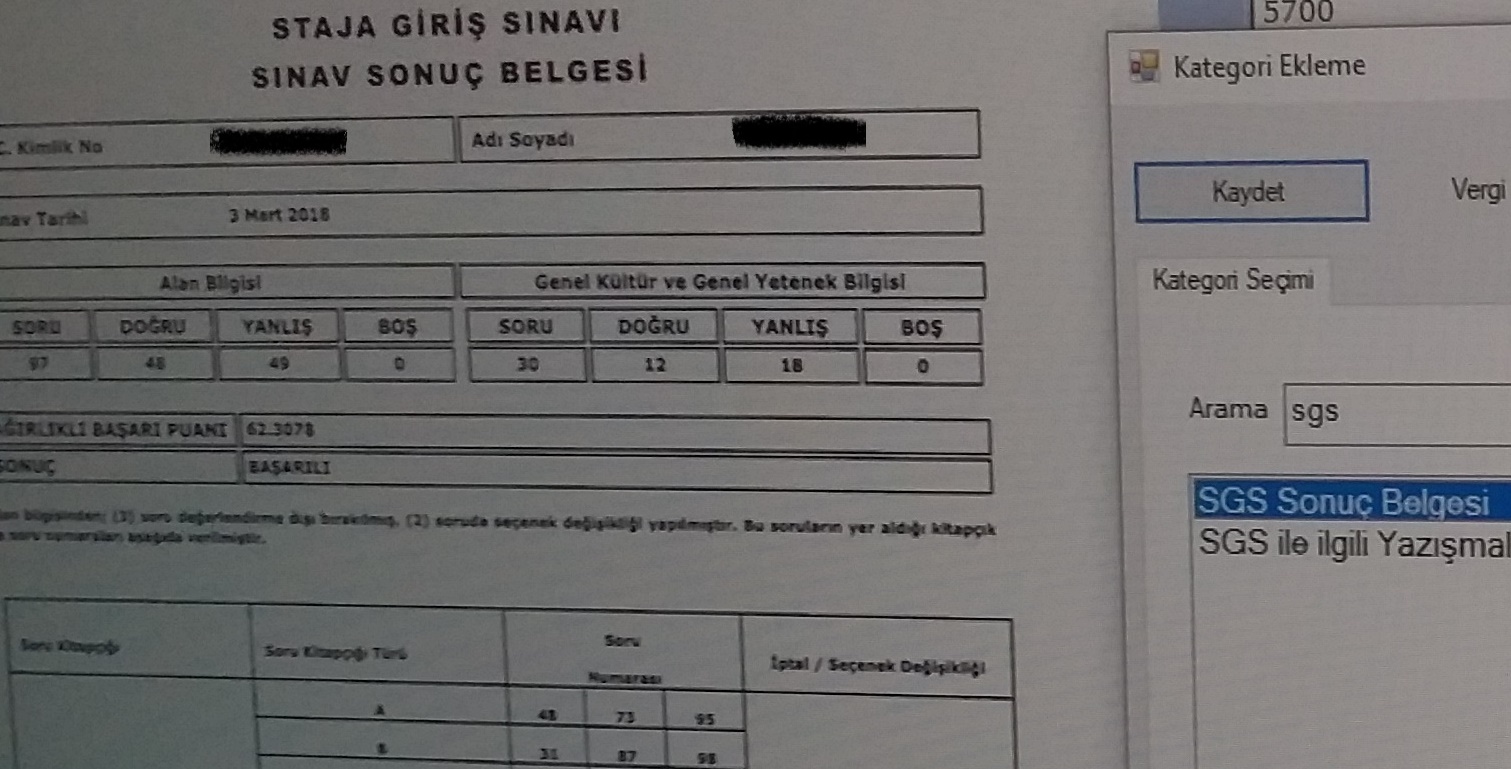 STAJA GİRİŞ SINAVI
SINAV SONUÇ BELGESİ
C. Kimlik No
Adı Soyadı
nav Tarihi 3 Mart 2018
Alan Bilgisi
Genel Kültür ve Genel Yetenek Bilgisi
SORU DOĞRU YANLIŞ BOŞ SORU DOĞRU YANLIŞ BOŞ
97 48 49 0 30 12 18 0
AĞIRLIKLI BAŞARI PUANI 62.3078
SONUÇ BAŞARILI
lan bilgisinden; (3) soru değerlendirme dışı bırakılmış, (2) soruda seçenek değişikliği yapılmıştır. Bu soruların yer aldığı kitapçık
soru numaraları aşağıda verilmiştir.
Soru Kitapçığı
Soru Kitapçığı Türü
Soru
Numarası
İptal / Seçenek Değişikliği
A 48 73 95
B 87 98
5700
Kategori Ekleme
Kaydet
Vergi
Kategori Seçimi
Arama sgs
SGS Sonuç Belgesi
SGS ile ilgili Yazışmal